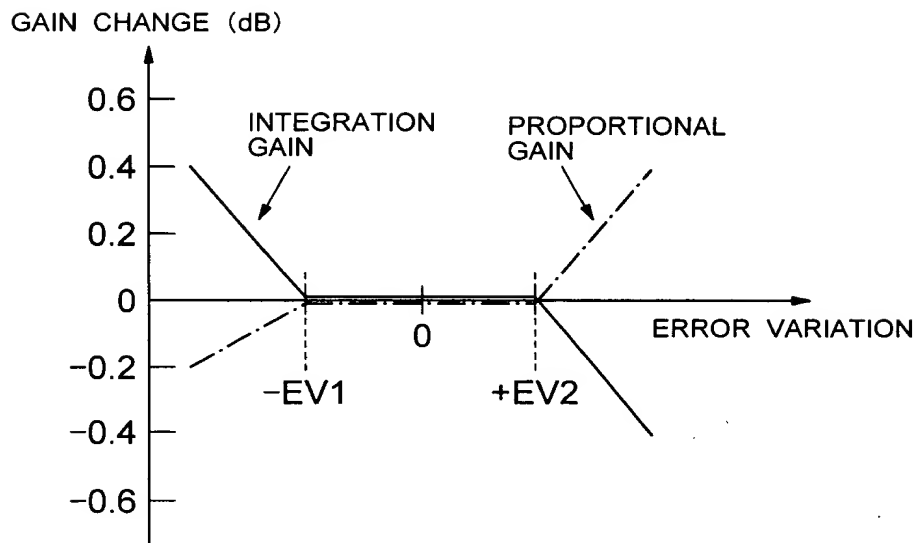 GAIN CHANGE (dB)
0.6
INTEGRATION
GAIN
PROPORTIONAL
GAIN
0.4
0.2
0
0
ERROR VARIATION
−0.2
−EV1
+EV2
−0.4
−0.6